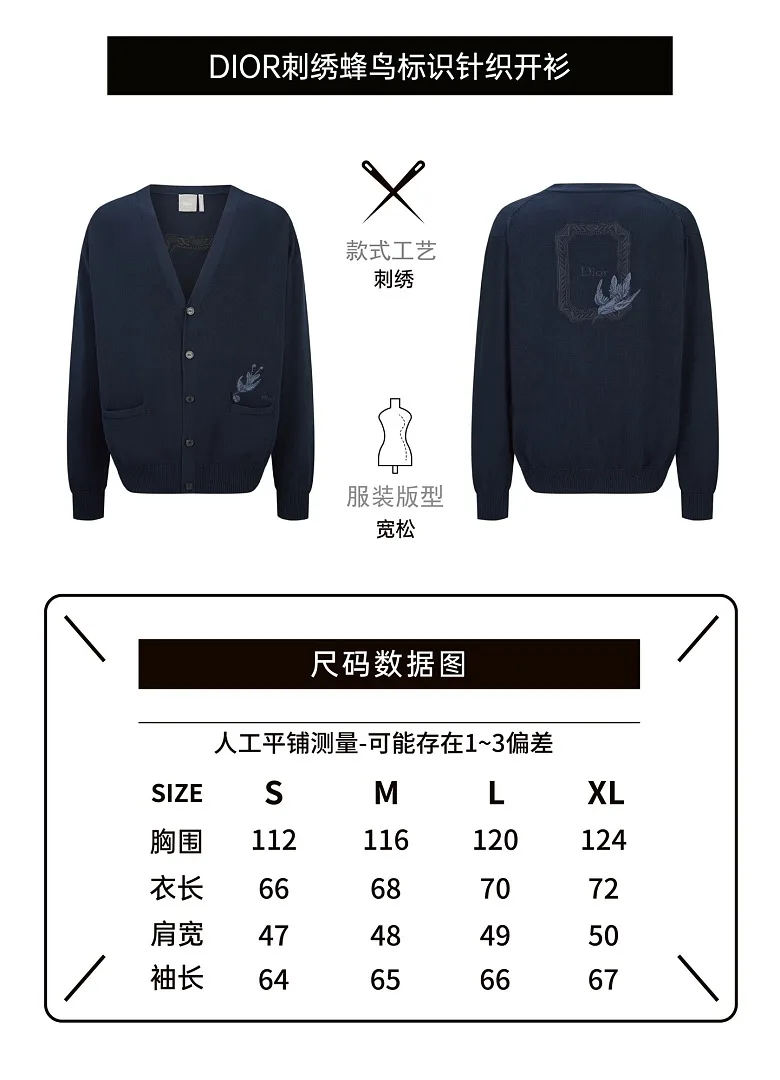 DIOR刺绣蜂鸟标识针织开衫
款式工艺
刺绣
Dior
服装版型
宽松
尺码数据图
人工平铺测量-可能存在1~3偏差
SIZE S M L XL
胸围 112 116 120 124
衣长 66 68 70 72
肩宽 47 48 49 50
袖长 64 65 66 67